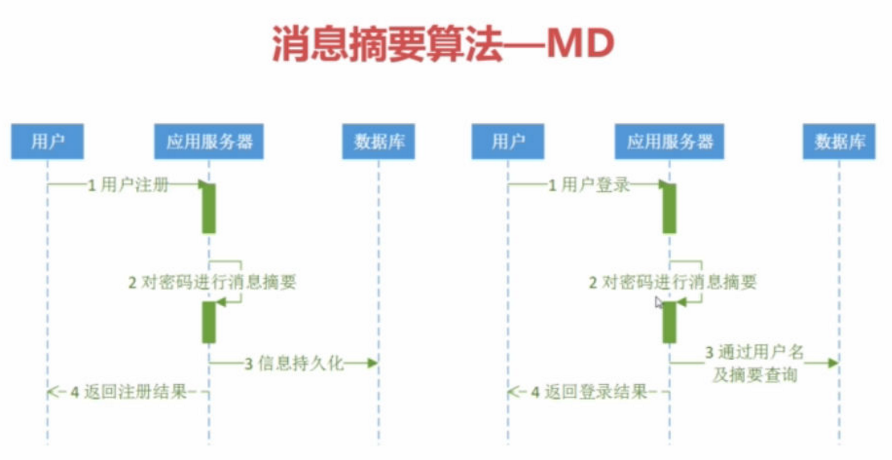 消息摘要算法—MD
用户
应用服务器
数据库
1 用户注册
2 对密码进行消息摘要
3 信息持久化
4 返回注册结果
用户
应用服务器
数据库
1 用户登录
2 对密码进行消息摘要
3 通过用户名
及摘要查询
4 返回登录结果